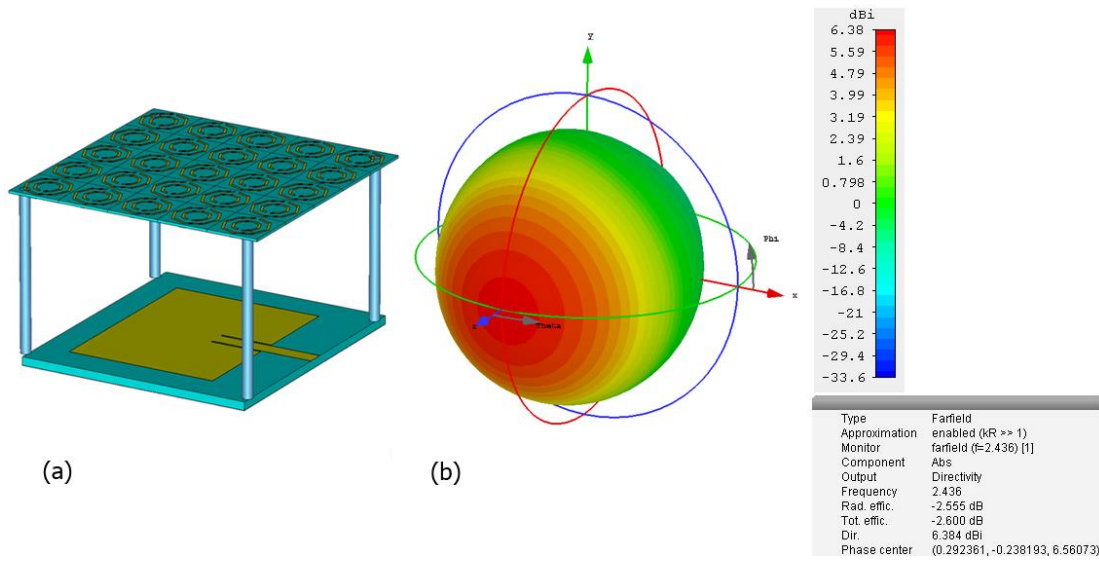 dBi
6.38
5.59
4.79
3.99
3.19
2.39
1.6
0.798
0
-4.2
-8.4
-12.6
-16.8
-21
-25.2
-29.4
-33.6
y
Phi
x
z
Theta
(a)
(b)
Type Farfield
Approximation enabled (kR >> 1)
Monitor farfield (f=2.436) [1]
Component Abs
Output Directivity
Frequency 2.436
Rad. effic. -2.555 dB
Tot. effic. -2.600 dB
Dir. 6.384 dBi
Phase center (0.292361, -0.238193, 6.56073)